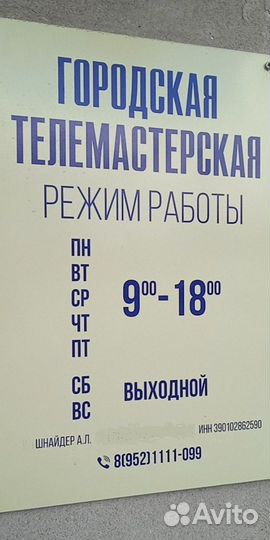 ГОРОДСКАЯ
ТЕЛЕМАСТЕРСКАЯ
РЕЖИМ РАБОТЫ
ПН
ВТ
СР 9⁰⁰-18⁰⁰
ЧТ
ПТ
СБ ВЫХОДНОЙ
ВС
ШНАЙДЕР А.Л. ИНН 390102862590
8(952)1111-099
Avito